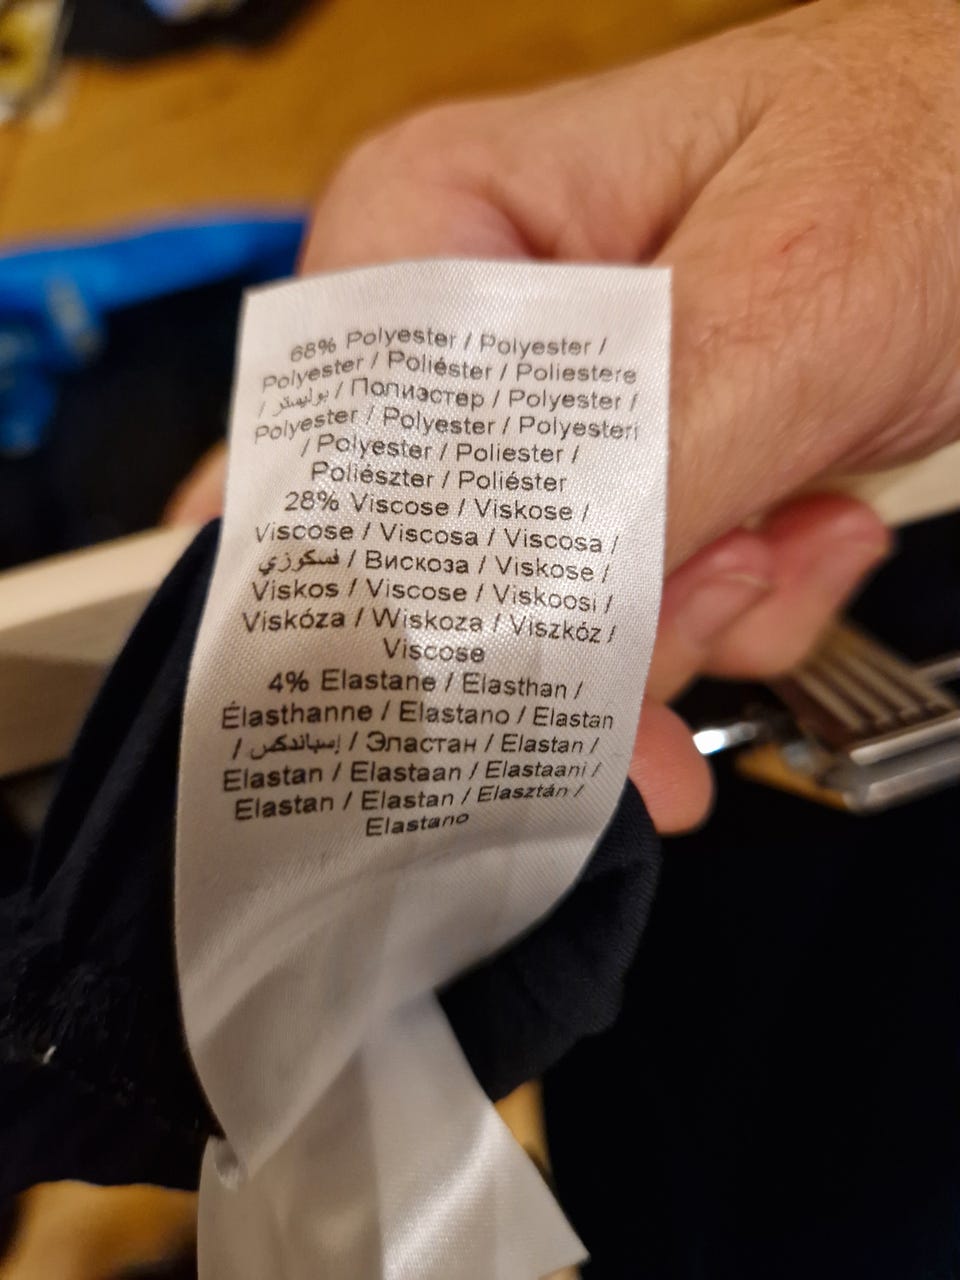 68% Polyester / Polyester /
Polyester / Poliéster / Poliestere
/ بوليستر / Полиэстер / Polyester /
Polyester / Polyester / Polyesteri
/ Polyester / Poliester /
Poliészter / Poliéster
28% Viscose / Viskose /
Viscose / Viscosa / Viscosa /
فسكوزي / Вискоза / Viskose /
Viskos / Viscose / Viskoosi /
Viskóza / Wiskoza / Viszkóz /
Viscose
4% Elastane / Elasthan /
Élasthanne / Elastano / Elastan
/ إسباندكس / Эластан / Elastan /
Elastan / Elastaan / Elastaani /
Elastan / Elastan / Elasztán /
Elastano